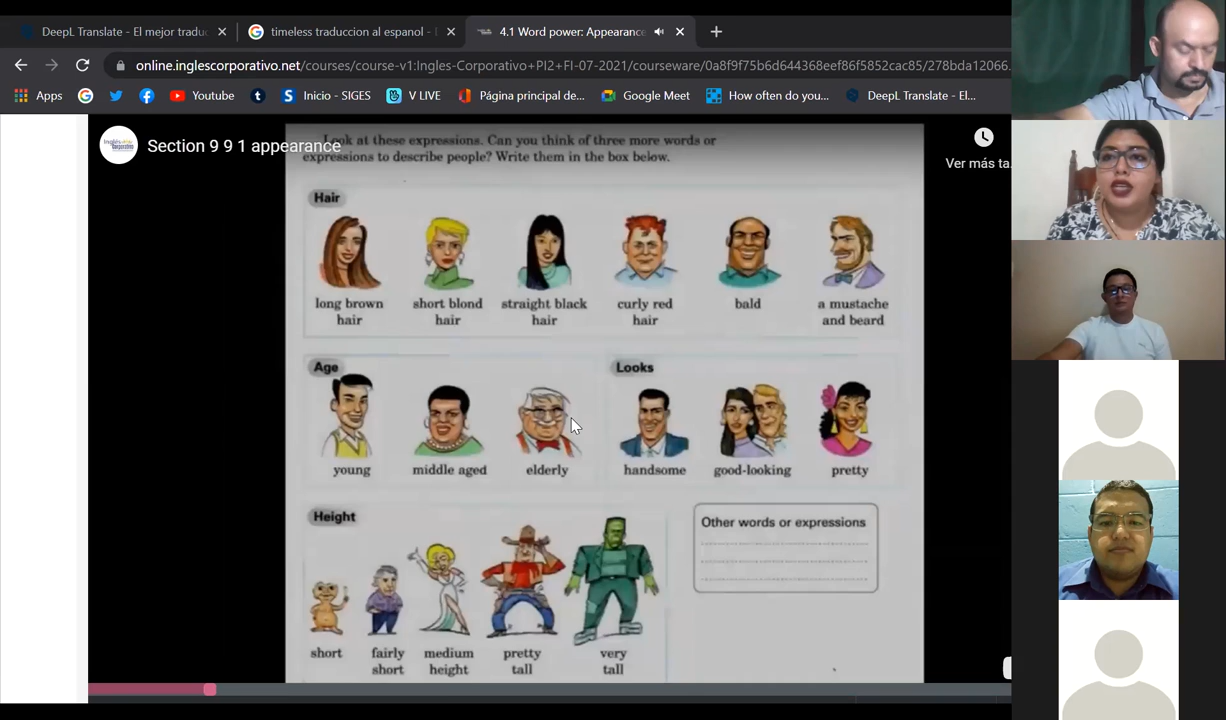 DeepL Translate - El mejor traduc
timeless traduccion al espanol - 
4.1 Word power: Appearance
online.inglescorporativo.net/courses/course-v1:Ingles-Corporativo+PI2+FI-07-2021/courseware/0a8f9f75b6d644368eef86f5852cac85/278bda12066.
Apps
Youtube
Inicio - SIGES
V LIVE
Página principal de...
Google Meet
How often do you...
DeepL Translate - El...
Section 9 9 1 appearance
Ver más ta.
Look at these expressions. Can you think of three more words or
expressions to describe people? Write them in the box below.
Hair
long brown
hair
short blond
hair
straight black
hair
curly red
hair
bald
a mustache
and beard
Age
young
middle aged
elderly
Looks
handsome
good-looking
pretty
Height
short
fairly
short
medium
height
pretty
tall
very
tall
Other words or expressions